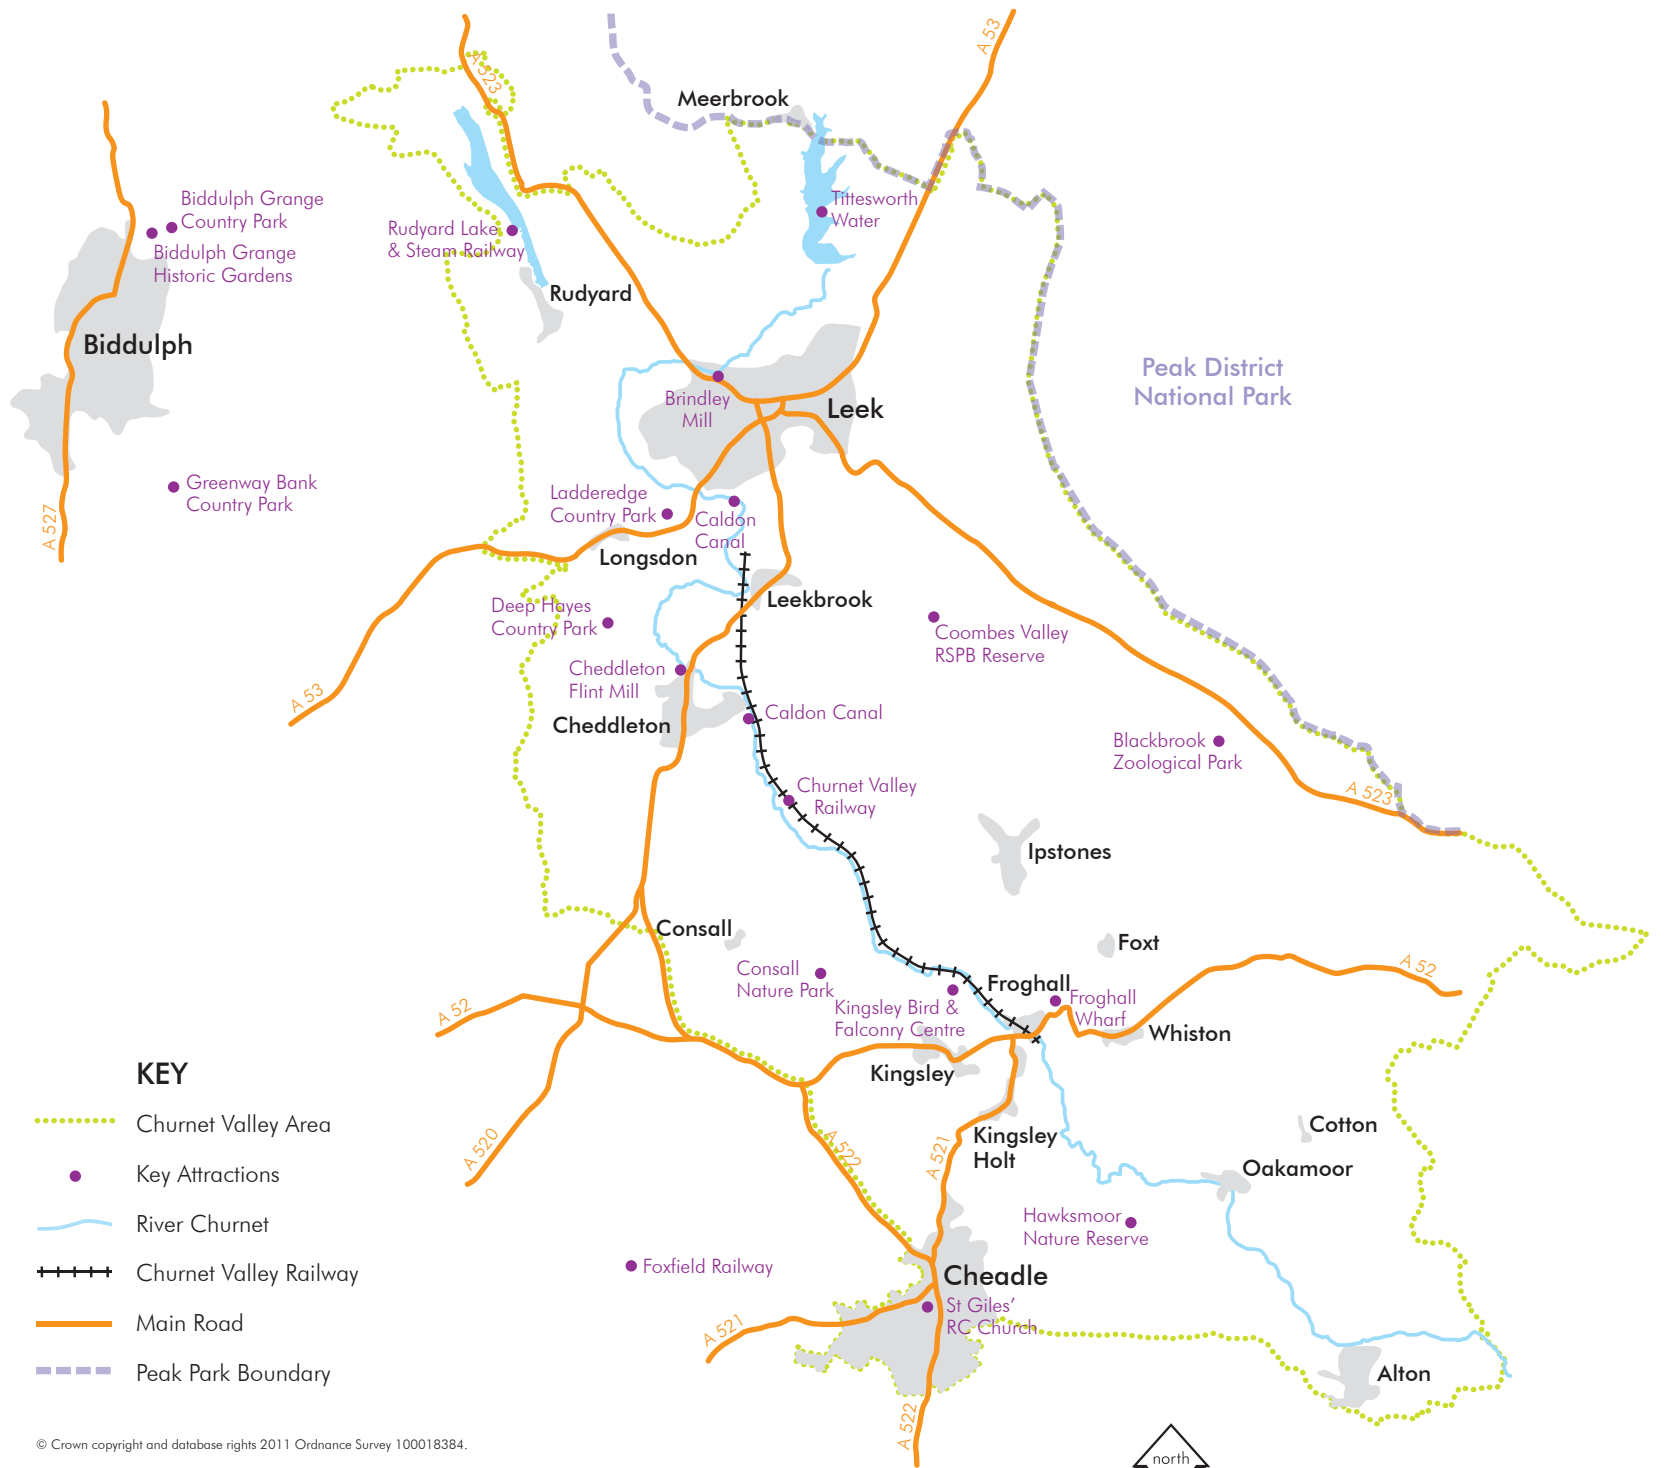 A 523
A 53
Meerbrook
Biddulph Grange
Country Park
Biddulph Grange
Historic Gardens
Rudyard Lake
& Steam Railway
Tittesworth
Water
Rudyard
Biddulph
Peak District
National Park
Brindley
Mill
Leek
Greenway Bank
Country Park
A 527
Ladderedge
Country Park
Caldon
Canal
Longsdon
Leekbrook
Deep Hayes
Country Park
Coombes Valley
RSPB Reserve
Cheddleton
Flint Mill
A 53
Cheddleton
Caldon Canal
Blackbrook
Zoological Park
Churnet Valley
Railway
A 523
Ipstones
Consall
Foxt
Consall
Nature Park
Froghall
A 52
Kingsley Bird &
Falconry Centre
Froghall
Wharf
A 52
Whiston
Kingsley
KEY
Churnet Valley Area
Key Attractions
River Churnet
Churnet Valley Railway
Main Road
Peak Park Boundary
A 520
A 522
A 521
Kingsley
Holt
Cotton
Oakamoor
Hawksmoor
Nature Reserve
Foxfield Railway
Cheadle
St Giles'
RC Church
A 521
Alton
A 522
© Crown copyright and database rights 2011 Ordnance Survey 100018384.
north